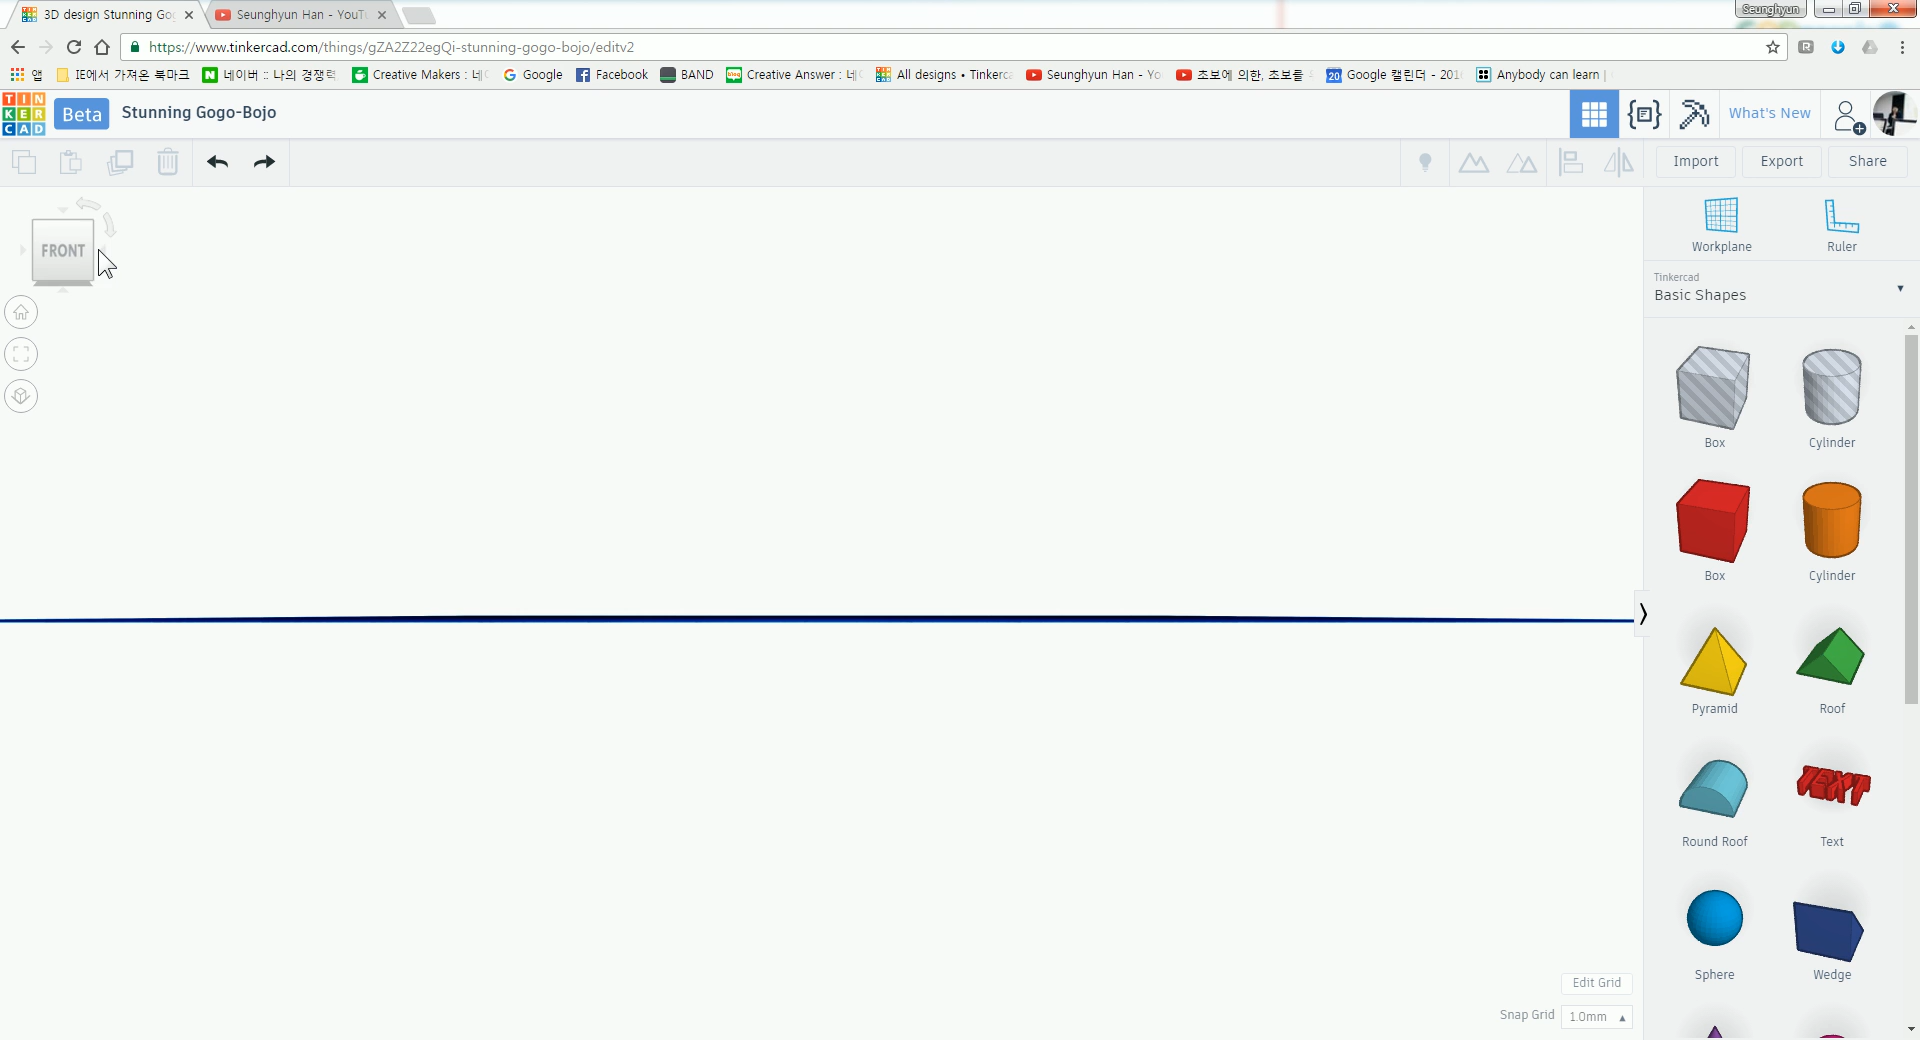 3D design Stunning Go
Seunghyun Han - YouT
Seunghyun
https://www.tinkercad.com/things/gZA2Z22egQi-stunning-gogo-bojo/editv2
앱
IE에서 가져온 북마크
네이버 :: 나의 경쟁력
Creative Makers : 네
Google
Facebook
BAND
Creative Answer : 네
All designs • Tinkerca
Seunghyun Han - Yo
초보에 의한, 초보를
Google 캘린더 - 201
Anybody can learn |
TIN
KER
CAD
Beta
Stunning Gogo-Bojo
What's New
Import
Export
Share
FRONT
Workplane
Ruler
Tinkercad
Basic Shapes
Box
Cylinder
Box
Cylinder
Pyramid
Roof
Round Roof
TEXT
Text
Sphere
Wedge
Edit Grid
Snap Grid
1.0mm